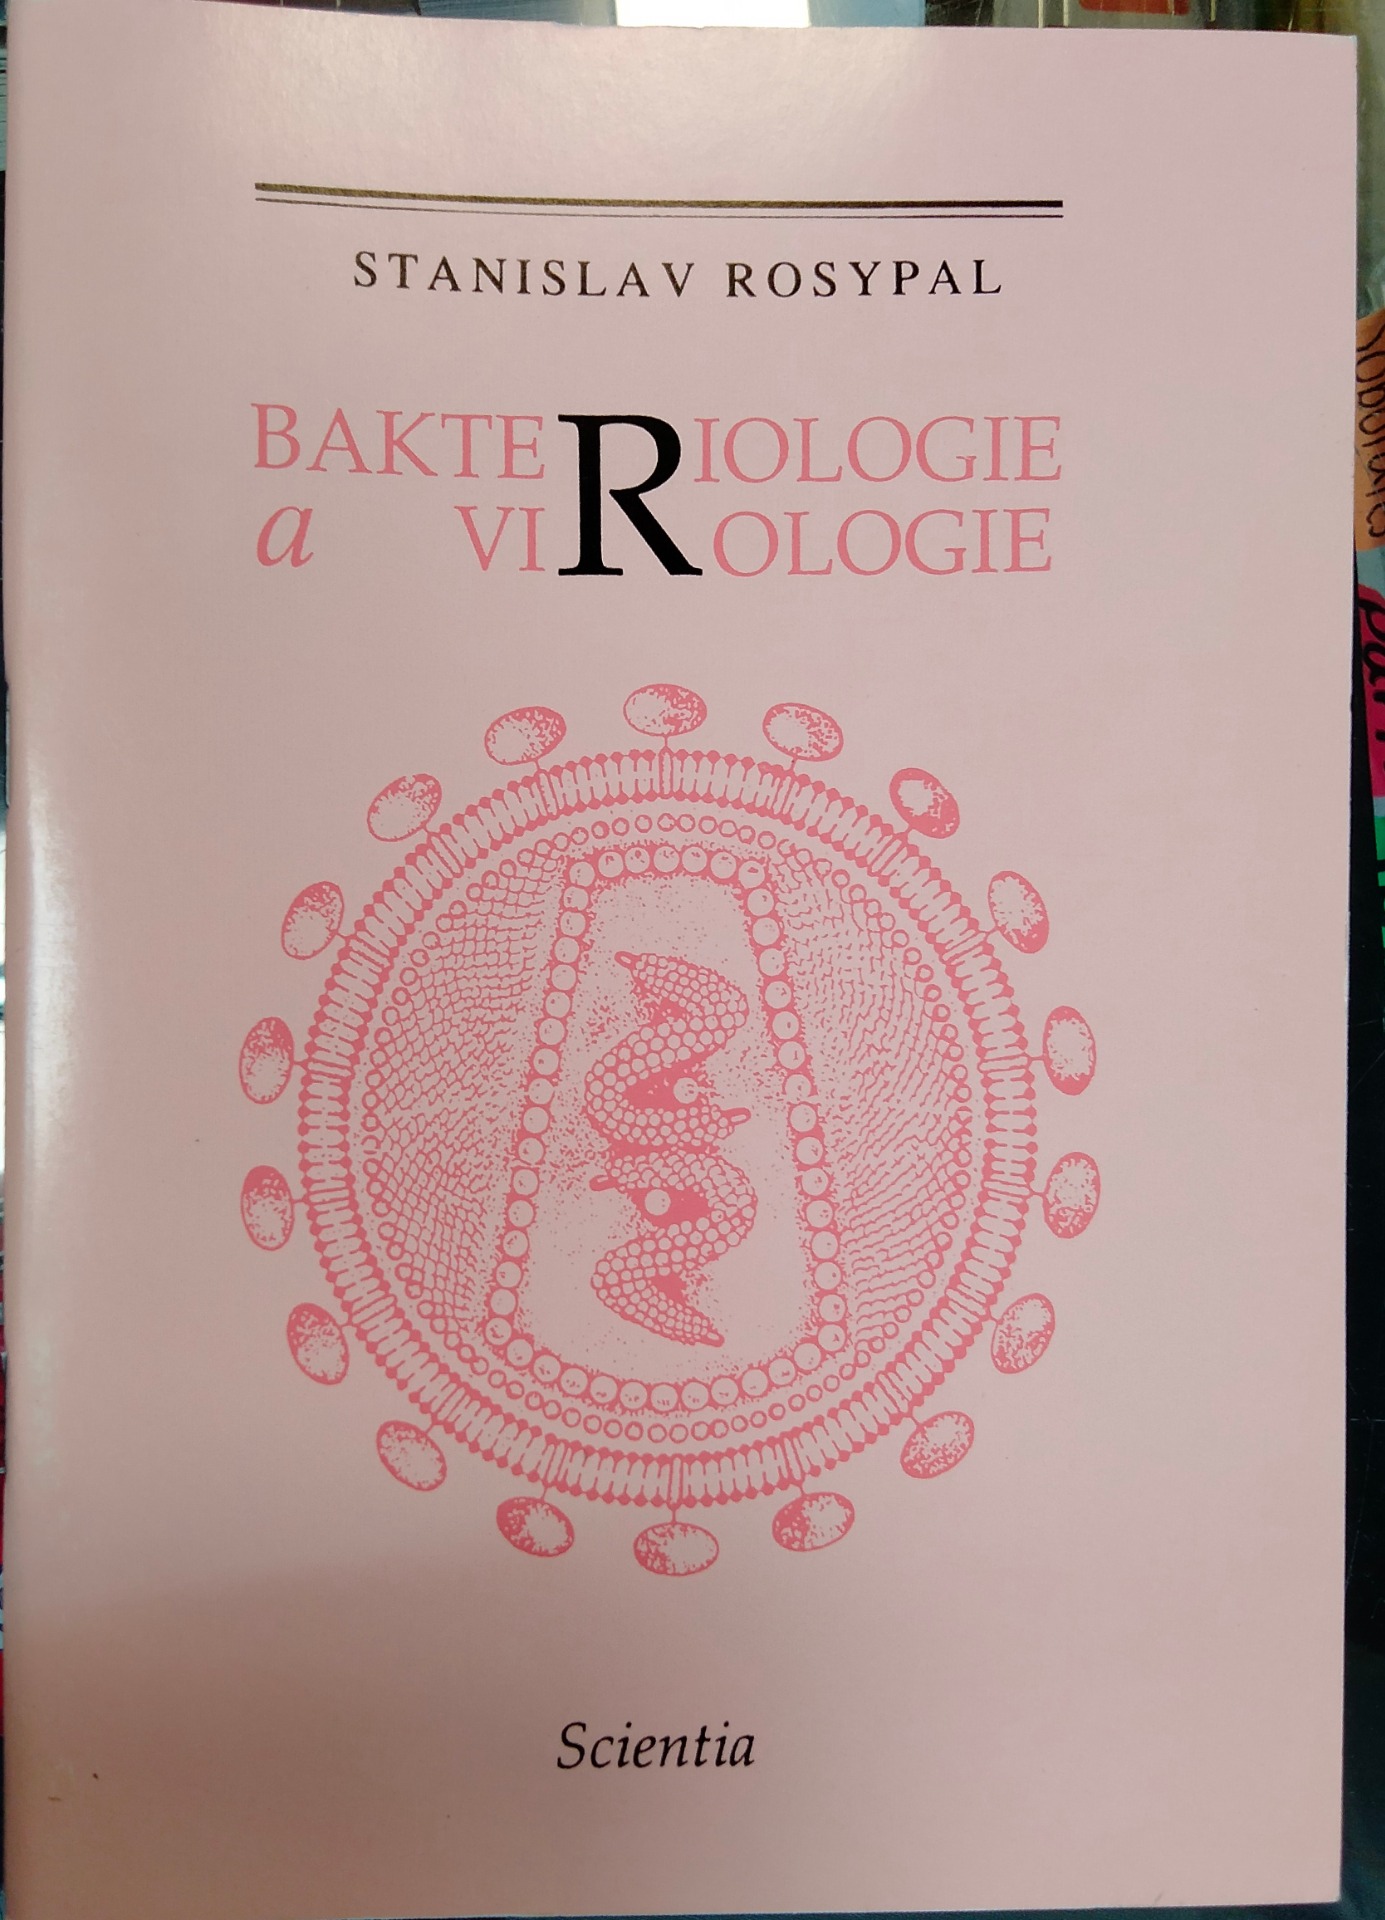 STANISLAV ROSYPAL
BAKTERIOLOGIE
a VIROLOGIE
Scientia